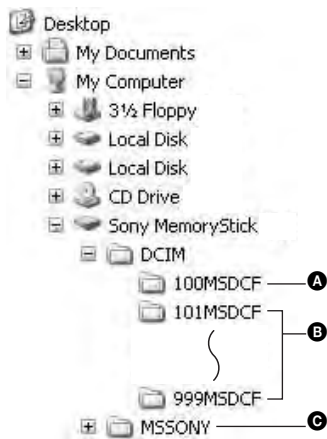 Desktop
My Documents
My Computer
3½ Floppy
Local Disk
Local Disk
CD Drive
Sony MemoryStick
DCIM
100MSDCF A
101MSDCF
B
999MSDCF
MSSONY C